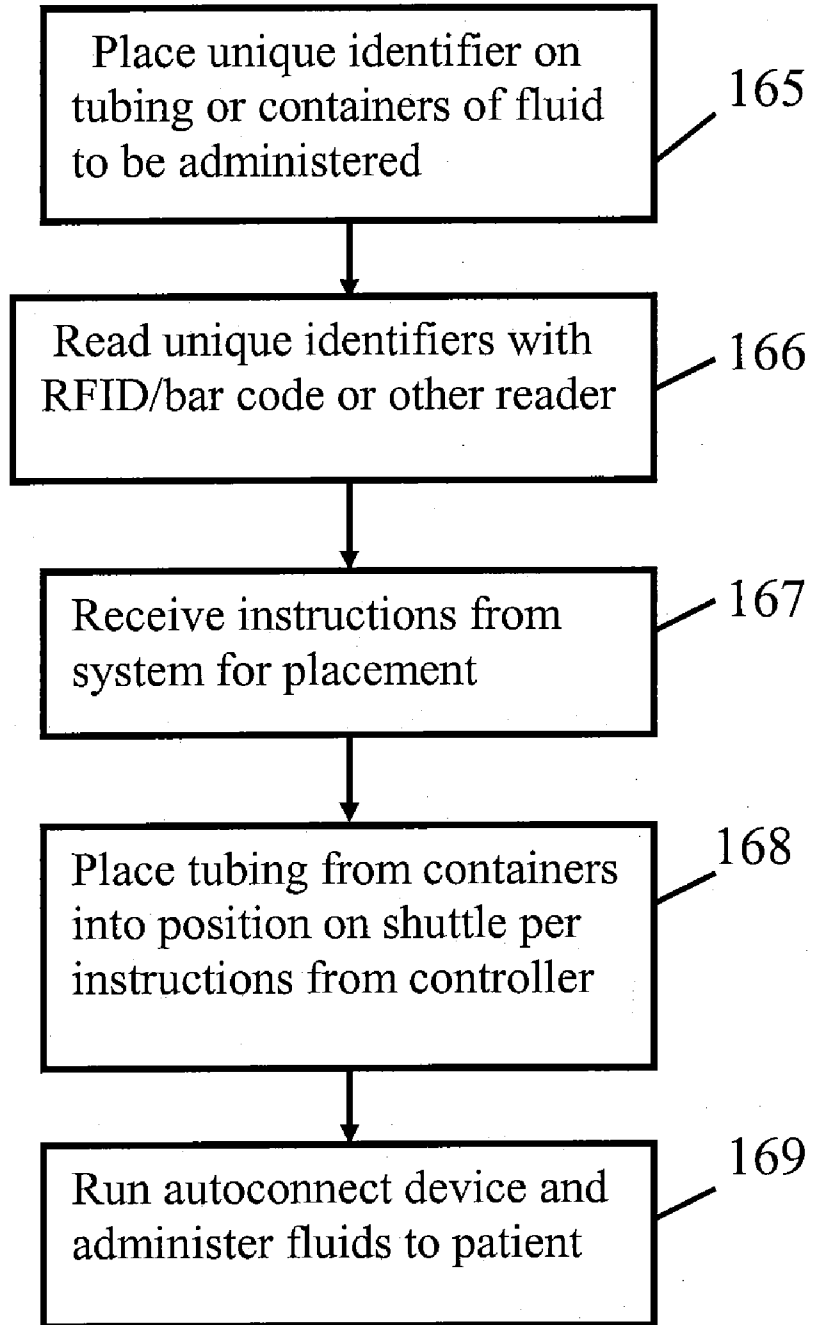 Place unique identifier on
tubing or containers of fluid
to be administered
165
Read unique identifiers with
RFID/bar code or other reader
166
Receive instructions from
system for placement
167
Place tubing from containers
into position on shuttle per
instructions from controller
168
Run autoconnect device and
administer fluids to patient
169